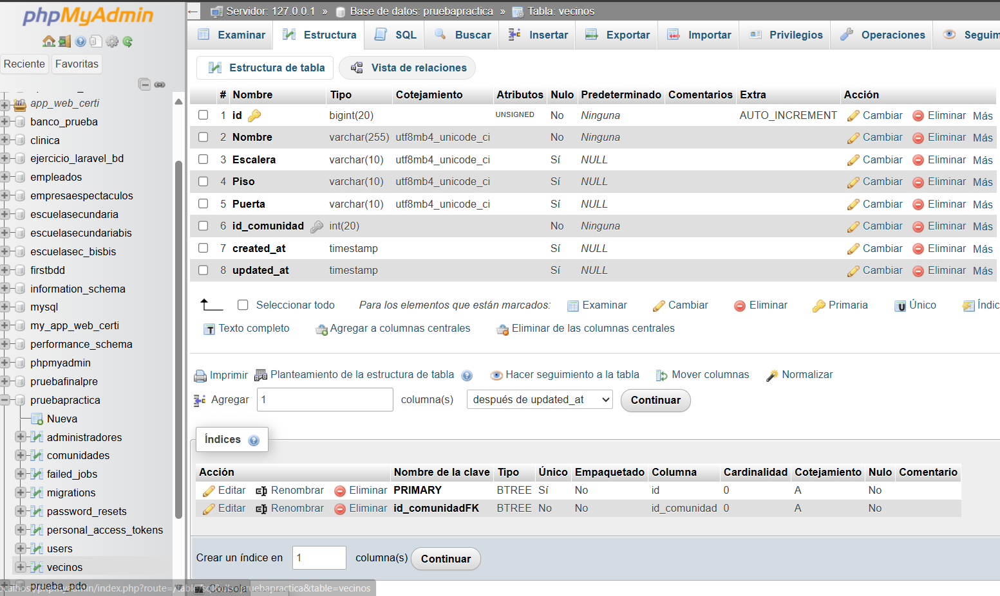 phpMyAdmin
Reciente Favoritas
app_web_certi
banco_prueba
clinica
ejercicio_laravel_bd
empleados
empresaespectaculos
escuelasecundaria
escuelasecundariabis
escuelasec_bisbis
firstbdd
information_schema
mysql
my_app_web_certi
performance_schema
phpmyadmin
pruebafinalpre
pruebapractica
Nueva
administradores
comunidades
failed_jobs
migrations
password_resets
personal_access_tokens
users
vecinos
prueba_pdo
Servidor: 127.0.0.1 » Base de datos: pruebapractica » Tabla: vecinos
Examinar Estructura SQL Buscar Insertar Exportar Importar Privilegios Operaciones Seguim
Estructura de tabla Vista de relaciones
# Nombre Tipo Cotejamiento Atributos Nulo Predeterminado Comentarios Extra Acción
1 id bigint(20) UNSIGNED No Ninguna AUTO_INCREMENT Cambiar Eliminar Más
2 Nombre varchar(255) utf8mb4_unicode_ci No Ninguna Cambiar Eliminar Más
3 Escalera varchar(10) utf8mb4_unicode_ci Sí NULL Cambiar Eliminar Más
4 Piso varchar(10) utf8mb4_unicode_ci Sí NULL Cambiar Eliminar Más
5 Puerta varchar(10) utf8mb4_unicode_ci Sí NULL Cambiar Eliminar Más
6 id_comunidad int(20) No Ninguna Cambiar Eliminar Más
7 created_at timestamp Sí NULL Cambiar Eliminar Más
8 updated_at timestamp Sí NULL Cambiar Eliminar Más
Seleccionar todo Para los elementos que están marcados: Examinar Cambiar Eliminar Primaria Único Índic
Texto completo Agregar a columnas centrales Eliminar de las columnas centrales
Imprimir Planteamiento de la estructura de tabla Hacer seguimiento a la tabla Mover columnas Normalizar
Agregar 1 columna(s) después de updated_at Continuar
Índices
Acción Nombre de la clave Tipo Único Empaquetado Columna Cardinalidad Cotejamiento Nulo Comentario
Editar Renombrar Eliminar PRIMARY BTREE Sí No id 0 A No
Editar Renombrar Eliminar id_comunidadFK BTREE No No id_comunidad 0 A No
Crear un índice en 1 columna(s) Continuar
Consola